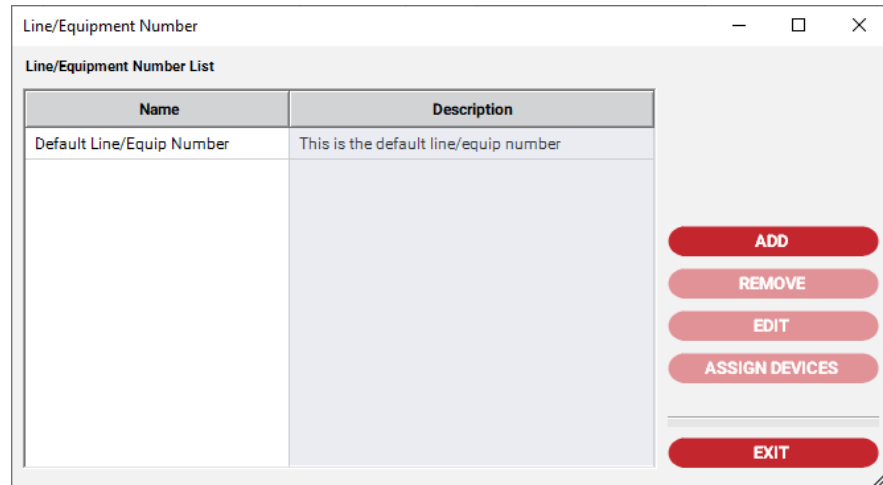 Line/Equipment Number
Line/Equipment Number List
Name Description
Default Line/Equip Number This is the default line/equip number
ADD
REMOVE
EDIT
ASSIGN DEVICES
EXIT